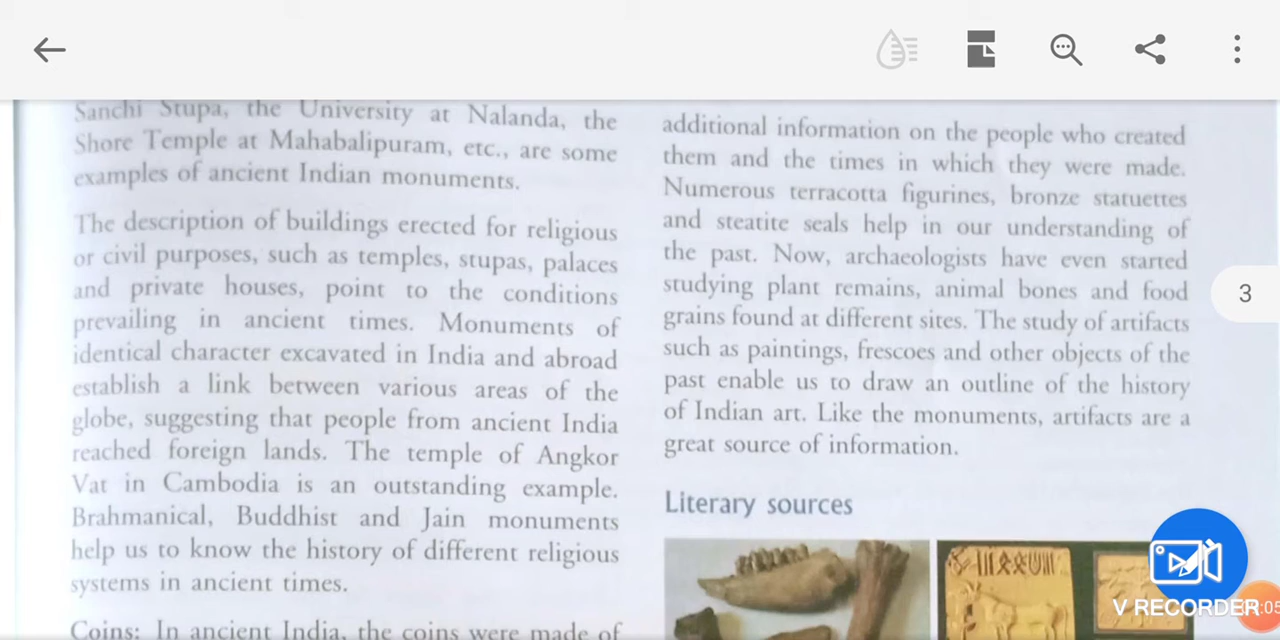 Sanchi Stupa, the University at Nalanda, the
Shore Temple at Mahabalipuram, etc., are some
examples of ancient Indian monuments.
The description of buildings erected for religious
or civil purposes, such as temples, stupas, palaces
and private houses, point to the conditions
prevailing in ancient times. Monuments of
identical character excavated in India and abroad
establish a link between various areas of the
globe, suggesting that people from ancient India
reached foreign lands. The temple of Angkor
Vat in Cambodia is an outstanding example.
Brahmanical, Buddhist and Jain monuments
help us to know the history of different religious
systems in ancient times.
Coins: In ancient India, the coins were made of
additional information on the people who created
them and the times in which they were made.
Numerous terracotta figurines, bronze statuettes
and steatite seals help in our understanding of
the past. Now, archaeologists have even started
studying plant remains, animal bones and food
grains found at different sites. The study of artifacts
such as paintings, frescoes and other objects of the
past enable us to draw an outline of the history
of Indian art. Like the monuments, artifacts are a
great source of information.
Literary sources
3
V RECORDER
:05